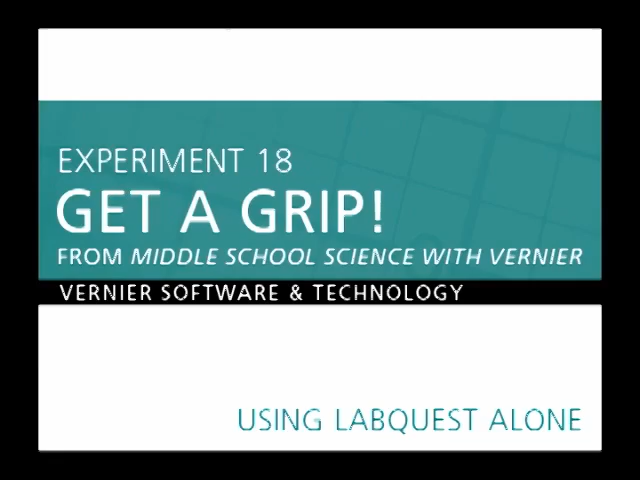 EXPERIMENT 18
GET A GRIP!
FROM MIDDLE SCHOOL SCIENCE WITH VERNIER
VERNIER SOFTWARE & TECHNOLOGY
USING LABQUEST ALONE